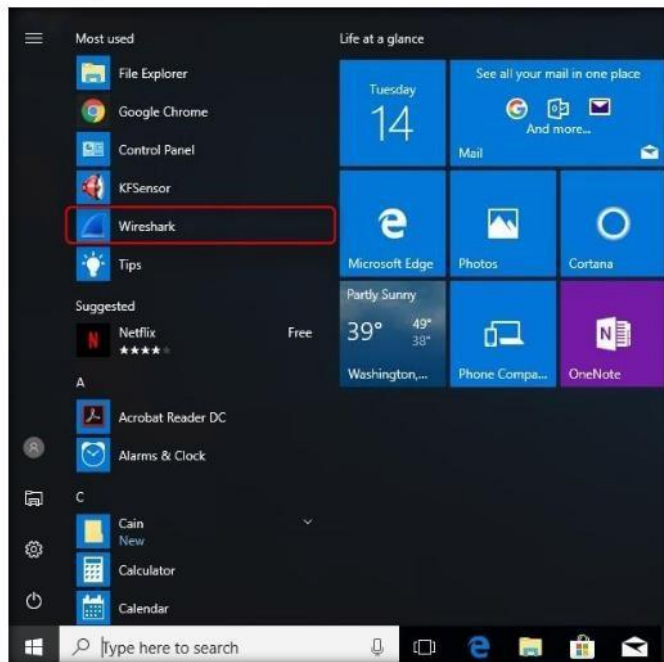 Most used
File Explorer
Google Chrome
Control Panel
KFSensor
Wireshark
Tips
Suggested
Netflix
Free
A
Acrobat Reader DC
Alarms & Clock
C
Cain
New
Calculator
Calendar
Type here to search
Life at a glance
Tuesday
14
See all your mail in one place
And more...
Mail
Microsoft Edge
Photos
Cortana
Partly Sunny
39° 49°
38°
Washington,...
Phone Compa...
OneNote